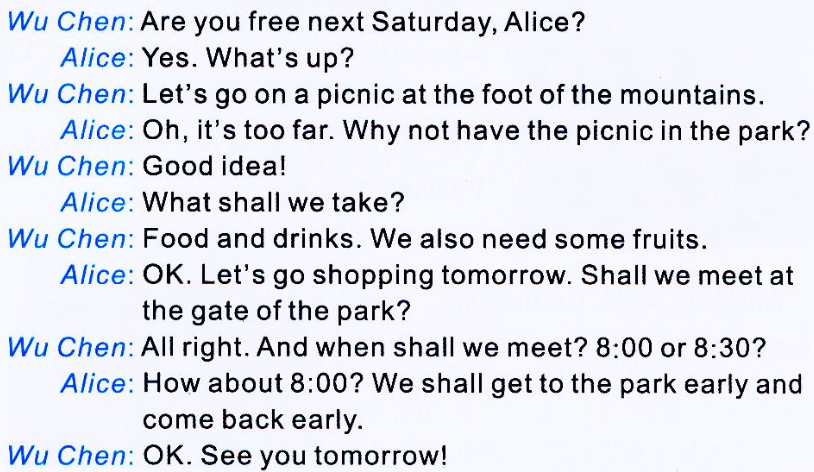 Wu Chen: Are you free next Saturday, Alice?
Alice: Yes. What's up?
Wu Chen: Let's go on a picnic at the foot of the mountains.
Alice: Oh, it's too far. Why not have the picnic in the park?
Wu Chen: Good idea!
Alice: What shall we take?
Wu Chen: Food and drinks. We also need some fruits.
Alice: OK. Let's go shopping tomorrow. Shall we meet at
the gate of the park?
Wu Chen: All right. And when shall we meet? 8:00 or 8:30?
Alice: How about 8:00? We shall get to the park early and
come back early.
Wu Chen: OK. See you tomorrow!